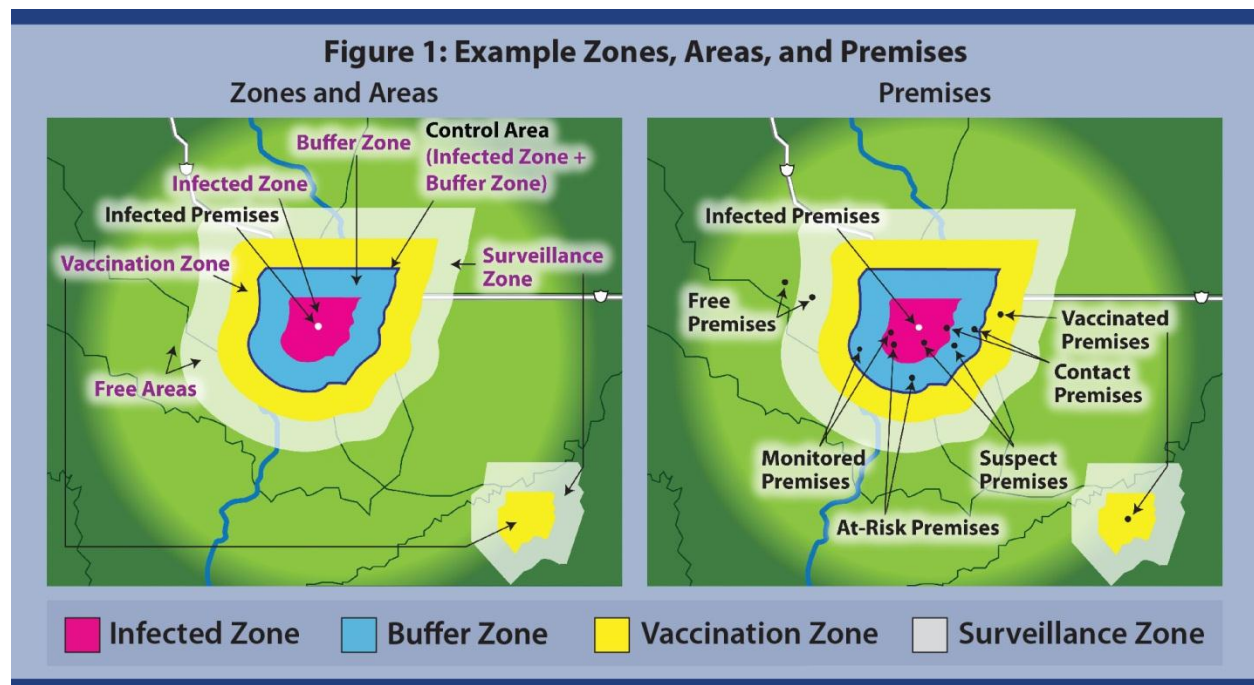 Figure 1: Example Zones, Areas, and Premises
Zones and Areas
Buffer Zone
Control Area
(Infected Zone +
Buffer Zone)
Infected Zone
Infected Premises
Vaccination Zone
Surveillance
Zone
Free Areas
Premises
Infected Premises
Free
Premises
Vaccinated
Premises
Contact
Premises
Monitored
Premises
Suspect
Premises
At-Risk Premises
Infected Zone
Buffer Zone
Vaccination Zone
Surveillance Zone